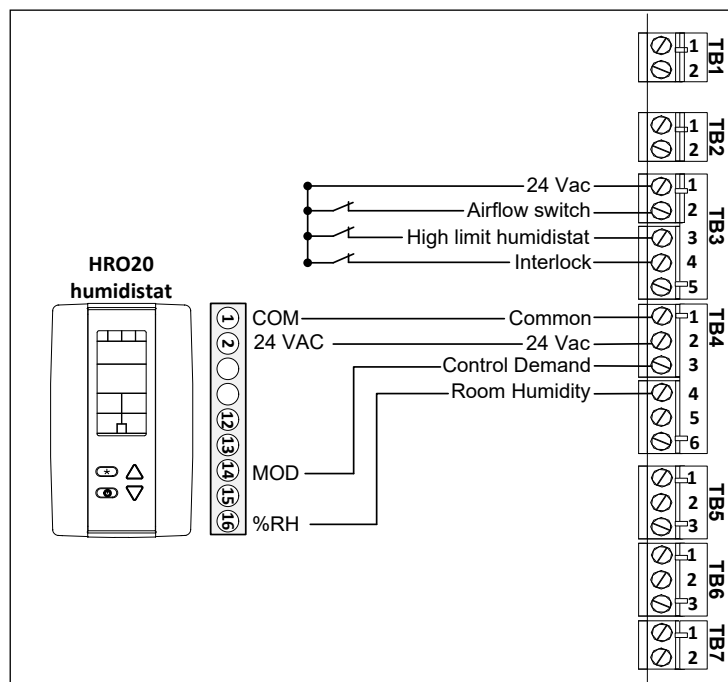 1
2
TB1
1
2
TB2
24 Vac
1
Airflow switch
2
High limit humidistat
3
Interlock
4
5
TB3
HRO20
humidistat
1
COM
Common
1
2
24 VAC
24 Vac
2
Control Demand
3
Room Humidity
4
5
6
TB4
12
13
14
MOD
15
16
%RH
1
2
3
TB5
1
2
3
TB6
1
2
TB7